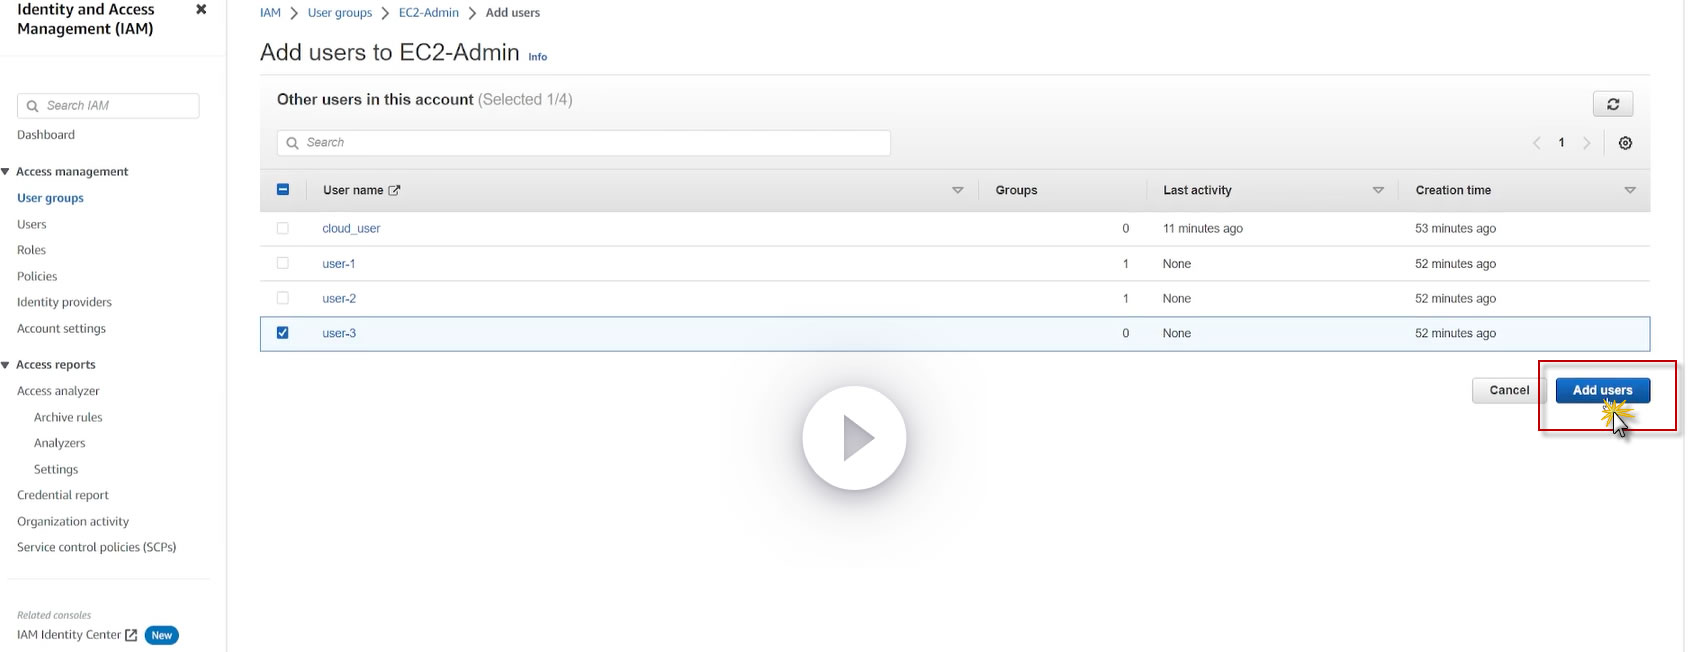 Identity and Access
Management (IAM)
Search IAM
Dashboard
Access management
User groups
Users
Roles
Policies
Identity providers
Account settings
Access reports
Access analyzer
Archive rules
Analyzers
Settings
Credential report
Organization activity
Service control policies (SCPs)
Related consoles
IAM Identity Center New
IAM > User groups > EC2-Admin > Add users
Add users to EC2-Admin Info
Other users in this account (Selected 1/4)
Search
1
User name Groups Last activity Creation time
cloud_user 0 11 minutes ago 53 minutes ago
user-1 1 None 52 minutes ago
user-2 1 None 52 minutes ago
user-3 0 None 52 minutes ago
Cancel Add users